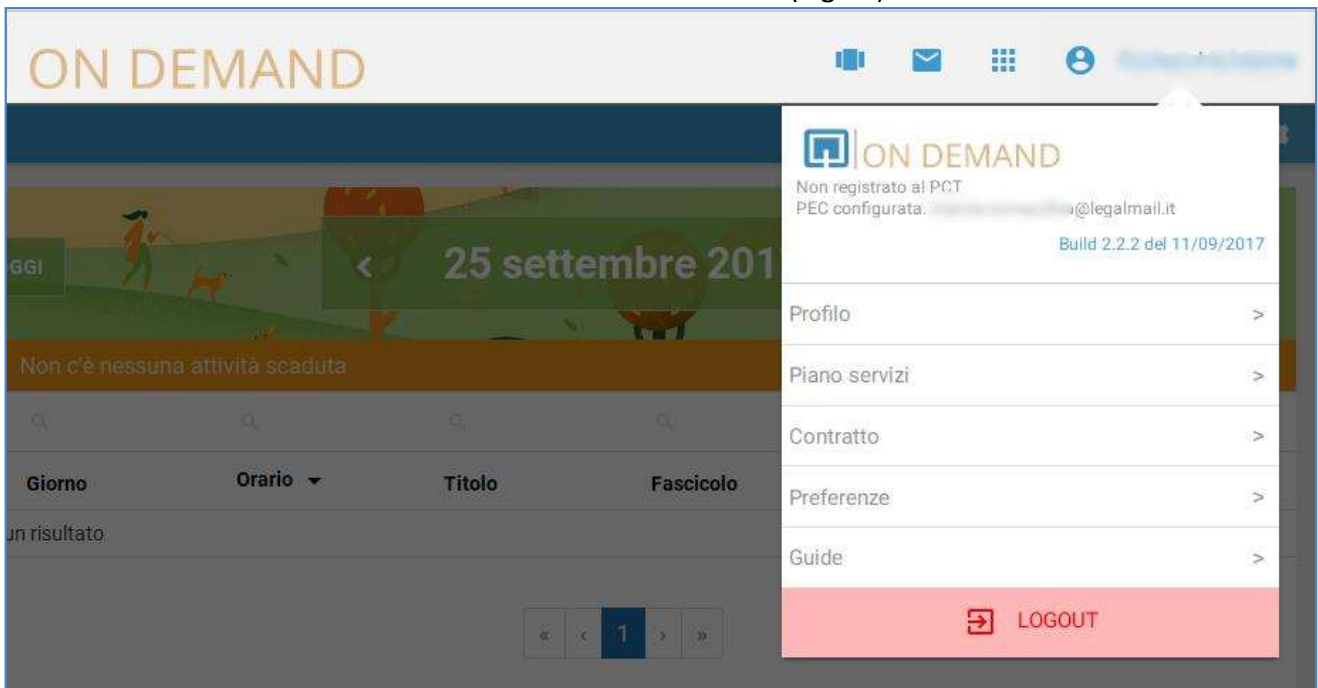 ON DEMAND
ON DEMAND
Non registrato al PCT
PEC configurata. a@legalmail.it
Build 2.2.2 del 11/09/2017
GGI
<
25 settembre 201
Non c'è nessuna attività scaduta
Profilo >
Piano servizi >
Contratto >
Preferenze >
Guide >
LOGOUT
Giorno Orario Titolo Fascicolo
un risultato
« ‹ 1 › »